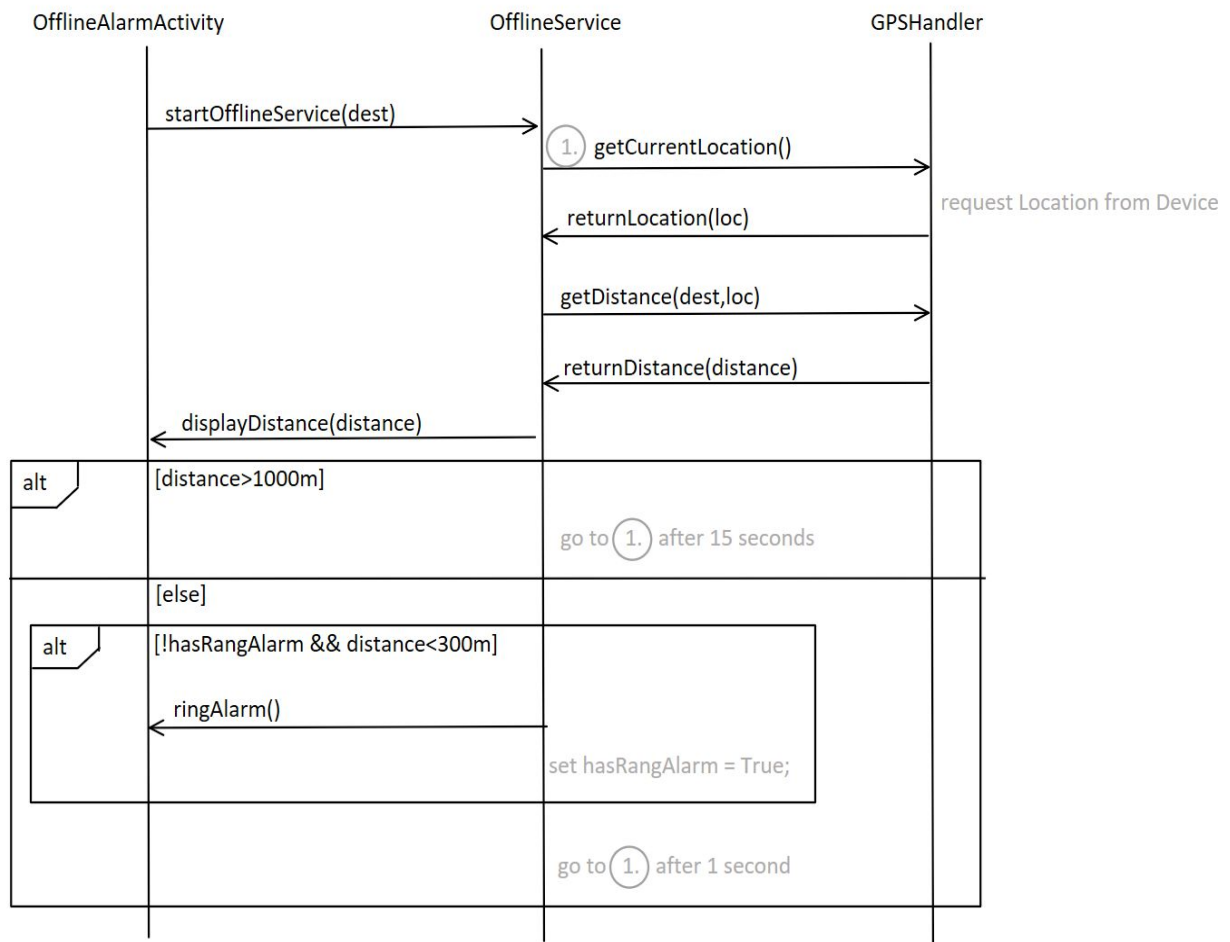 OfflineAlarmActivity
OfflineService
GPSHandler
startOfflineService(dest)
1. getCurrentLocation()
request Location from Device
returnLocation(loc)
getDistance(dest,loc)
returnDistance(distance)
displayDistance(distance)
alt
[distance>1000m]
go to 1. after 15 seconds
[else]
alt
[!hasRangAlarm && distance<300m]
ringAlarm()
set hasRangAlarm = True;
go to 1. after 1 second